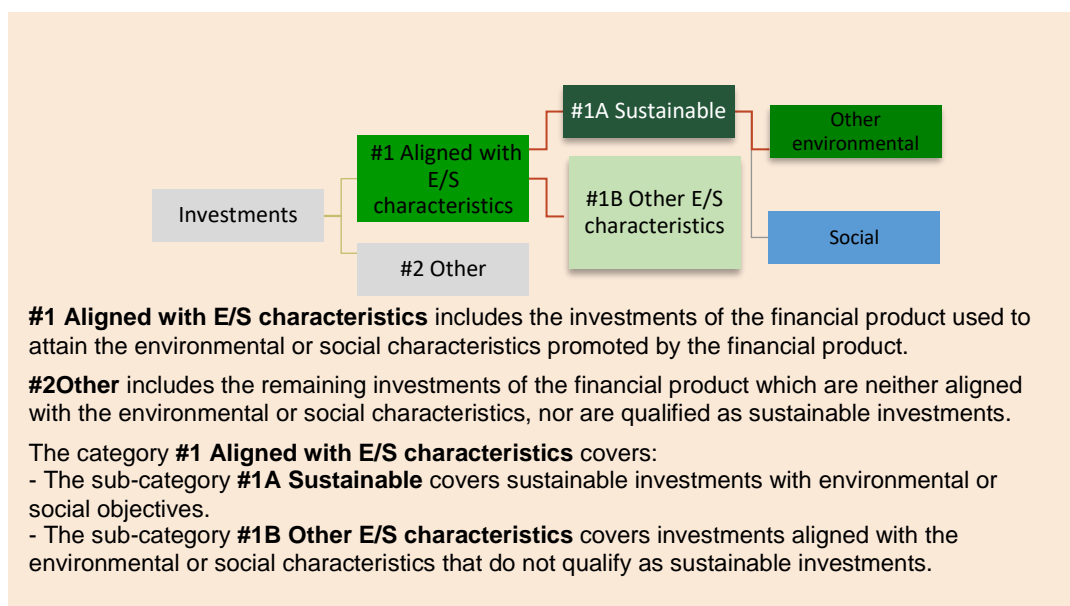 #1A Sustainable
Other
environmental
#1 Aligned with
E/S
characteristics
#1B Other E/S
characteristics
Investments
Social
#2 Other
#1 Aligned with E/S characteristics includes the investments of the financial product used to
attain the environmental or social characteristics promoted by the financial product.
#2Other includes the remaining investments of the financial product which are neither aligned
with the environmental or social characteristics, nor are qualified as sustainable investments.
The category #1 Aligned with E/S characteristics covers:
- The sub-category #1A Sustainable covers sustainable investments with environmental or
social objectives.
- The sub-category #1B Other E/S characteristics covers investments aligned with the
environmental or social characteristics that do not qualify as sustainable investments.